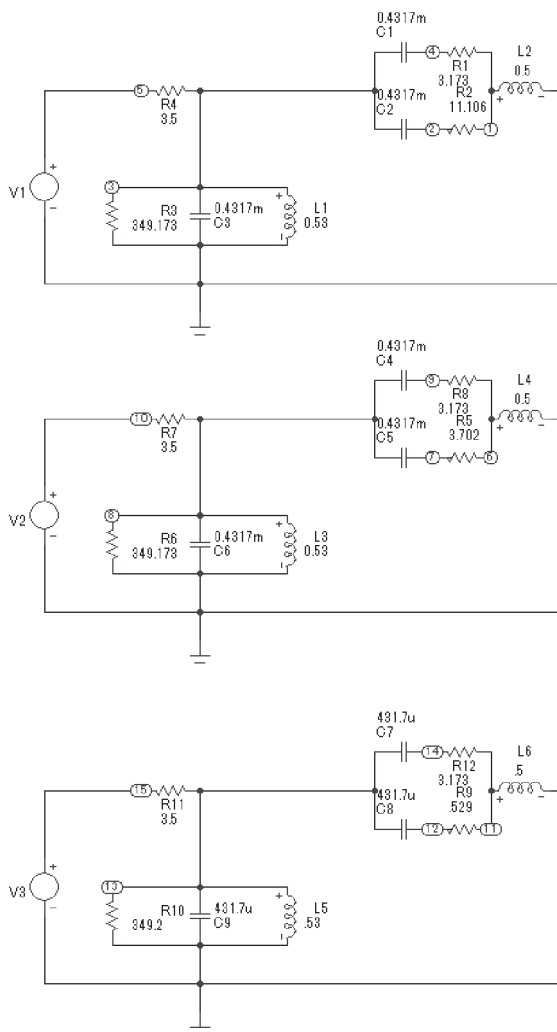 0.4317m
C1
4
R1
3.173
L2
0.5
+
−
0.4317m
C2
2
R2
11.106
1
5
R4
3.5
V1
+
−
3
R3
349.173
0.4317m
C3
+
-
L1
0.53
0.4317m
C4
9
R8
3.173
L4
0.5
+
−
0.4317m
C5
7
R5
3.702
6
10
R7
3.5
V2
+
−
8
R6
349.173
0.4317m
C6
+
-
L3
0.53
431.7u
C7
14
R12
3.173
L6
.5
+
−
431.7u
C8
12
R9
.529
11
15
R11
3.5
V3
+
−
13
R10
349.2
431.7u
C9
+
-
L5
.53